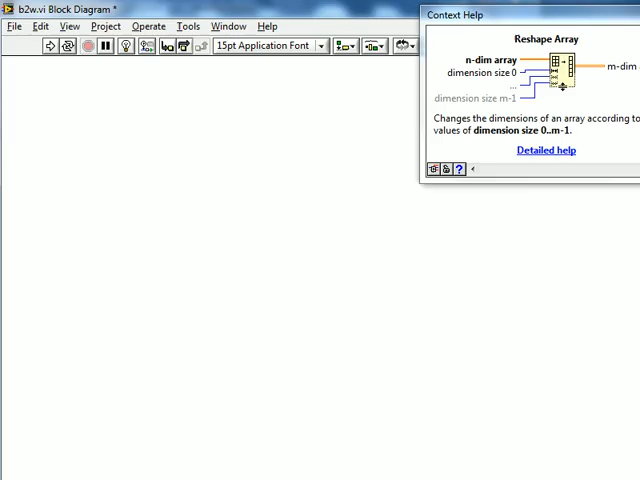 b2w.vi Block Diagram *
File Edit View Project Operate Tools Window Help
15pt Application Font
Context Help
Reshape Array
n-dim array
dimension size 0
...
dimension size m-1
m-dim
Changes the dimensions of an array according to
values of dimension size 0..m-1.
Detailed help
?